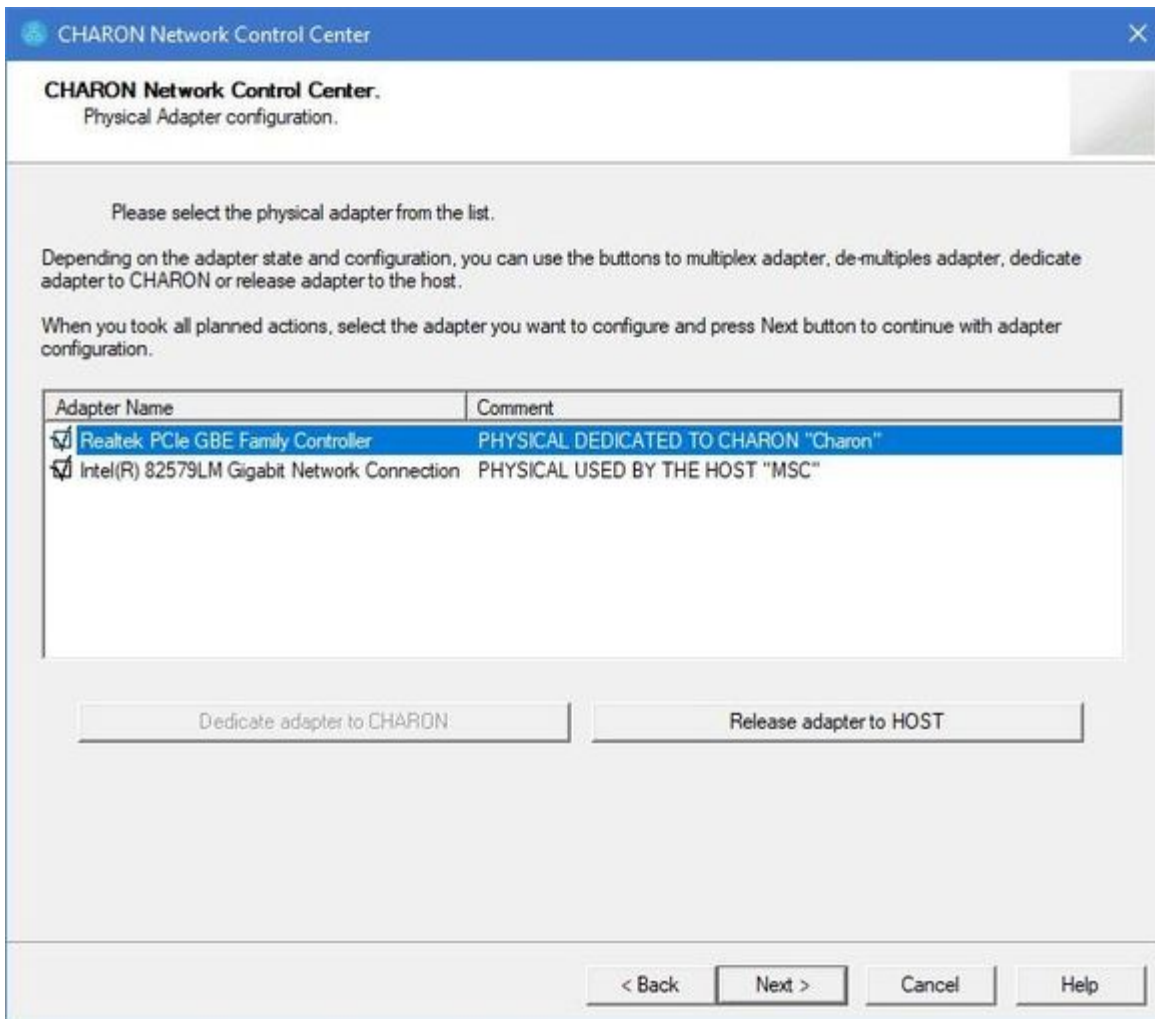 CHARON Network Control Center
CHARON Network Control Center.
Physical Adapter configuration.
Please select the physical adapter from the list.
Depending on the adapter state and configuration, you can use the buttons to multiplex adapter, de-multiples adapter, dedicate
adapter to CHARON or release adapter to the host.
When you took all planned actions, select the adapter you want to configure and press Next button to continue with adapter
configuration.
Adapter Name Comment
Realtek PCIe GBE Family Controller PHYSICAL DEDICATED TO CHARON "Charon"
Intel(R) 82579LM Gigabit Network Connection PHYSICAL USED BY THE HOST "MSC"
Dedicate adapter to CHARON Release adapter to HOST
< Back Next > Cancel Help